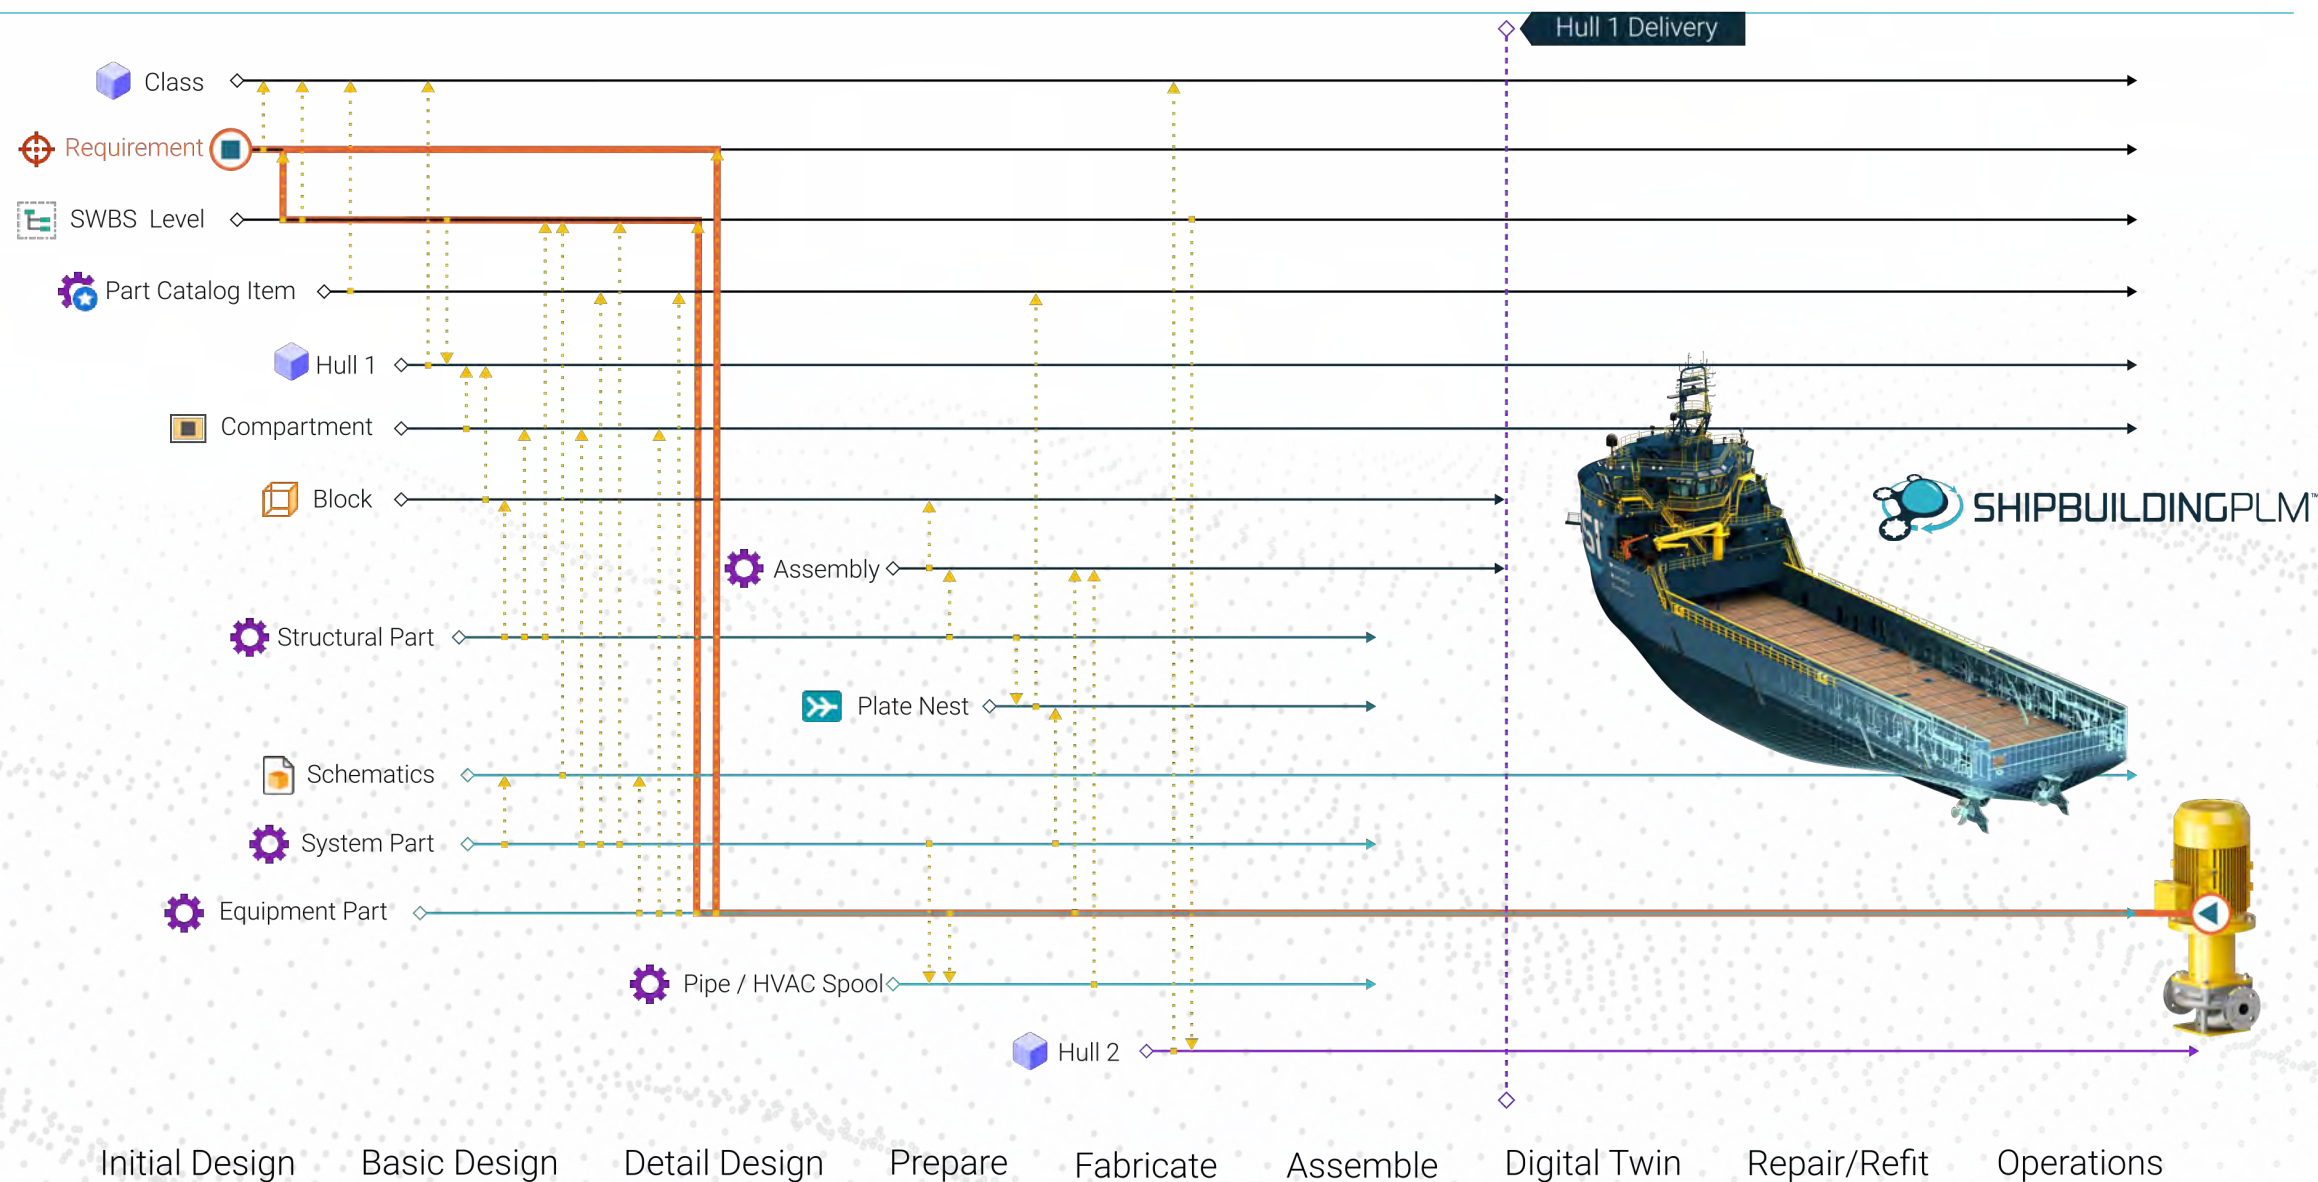 Hull 1 Delivery
Class
Requirement
SWBS Level
Part Catalog Item
Hull 1
Compartment
Block
SHIPBUILDINGPLM™
Assembly
Structural Part
Plate Nest
Schematics
System Part
Equipment Part
Pipe / HVAC Spool
Hull 2
Initial Design
Basic Design
Detail Design
Prepare
Fabricate
Assemble
Digital Twin
Repair/Refit
Operations